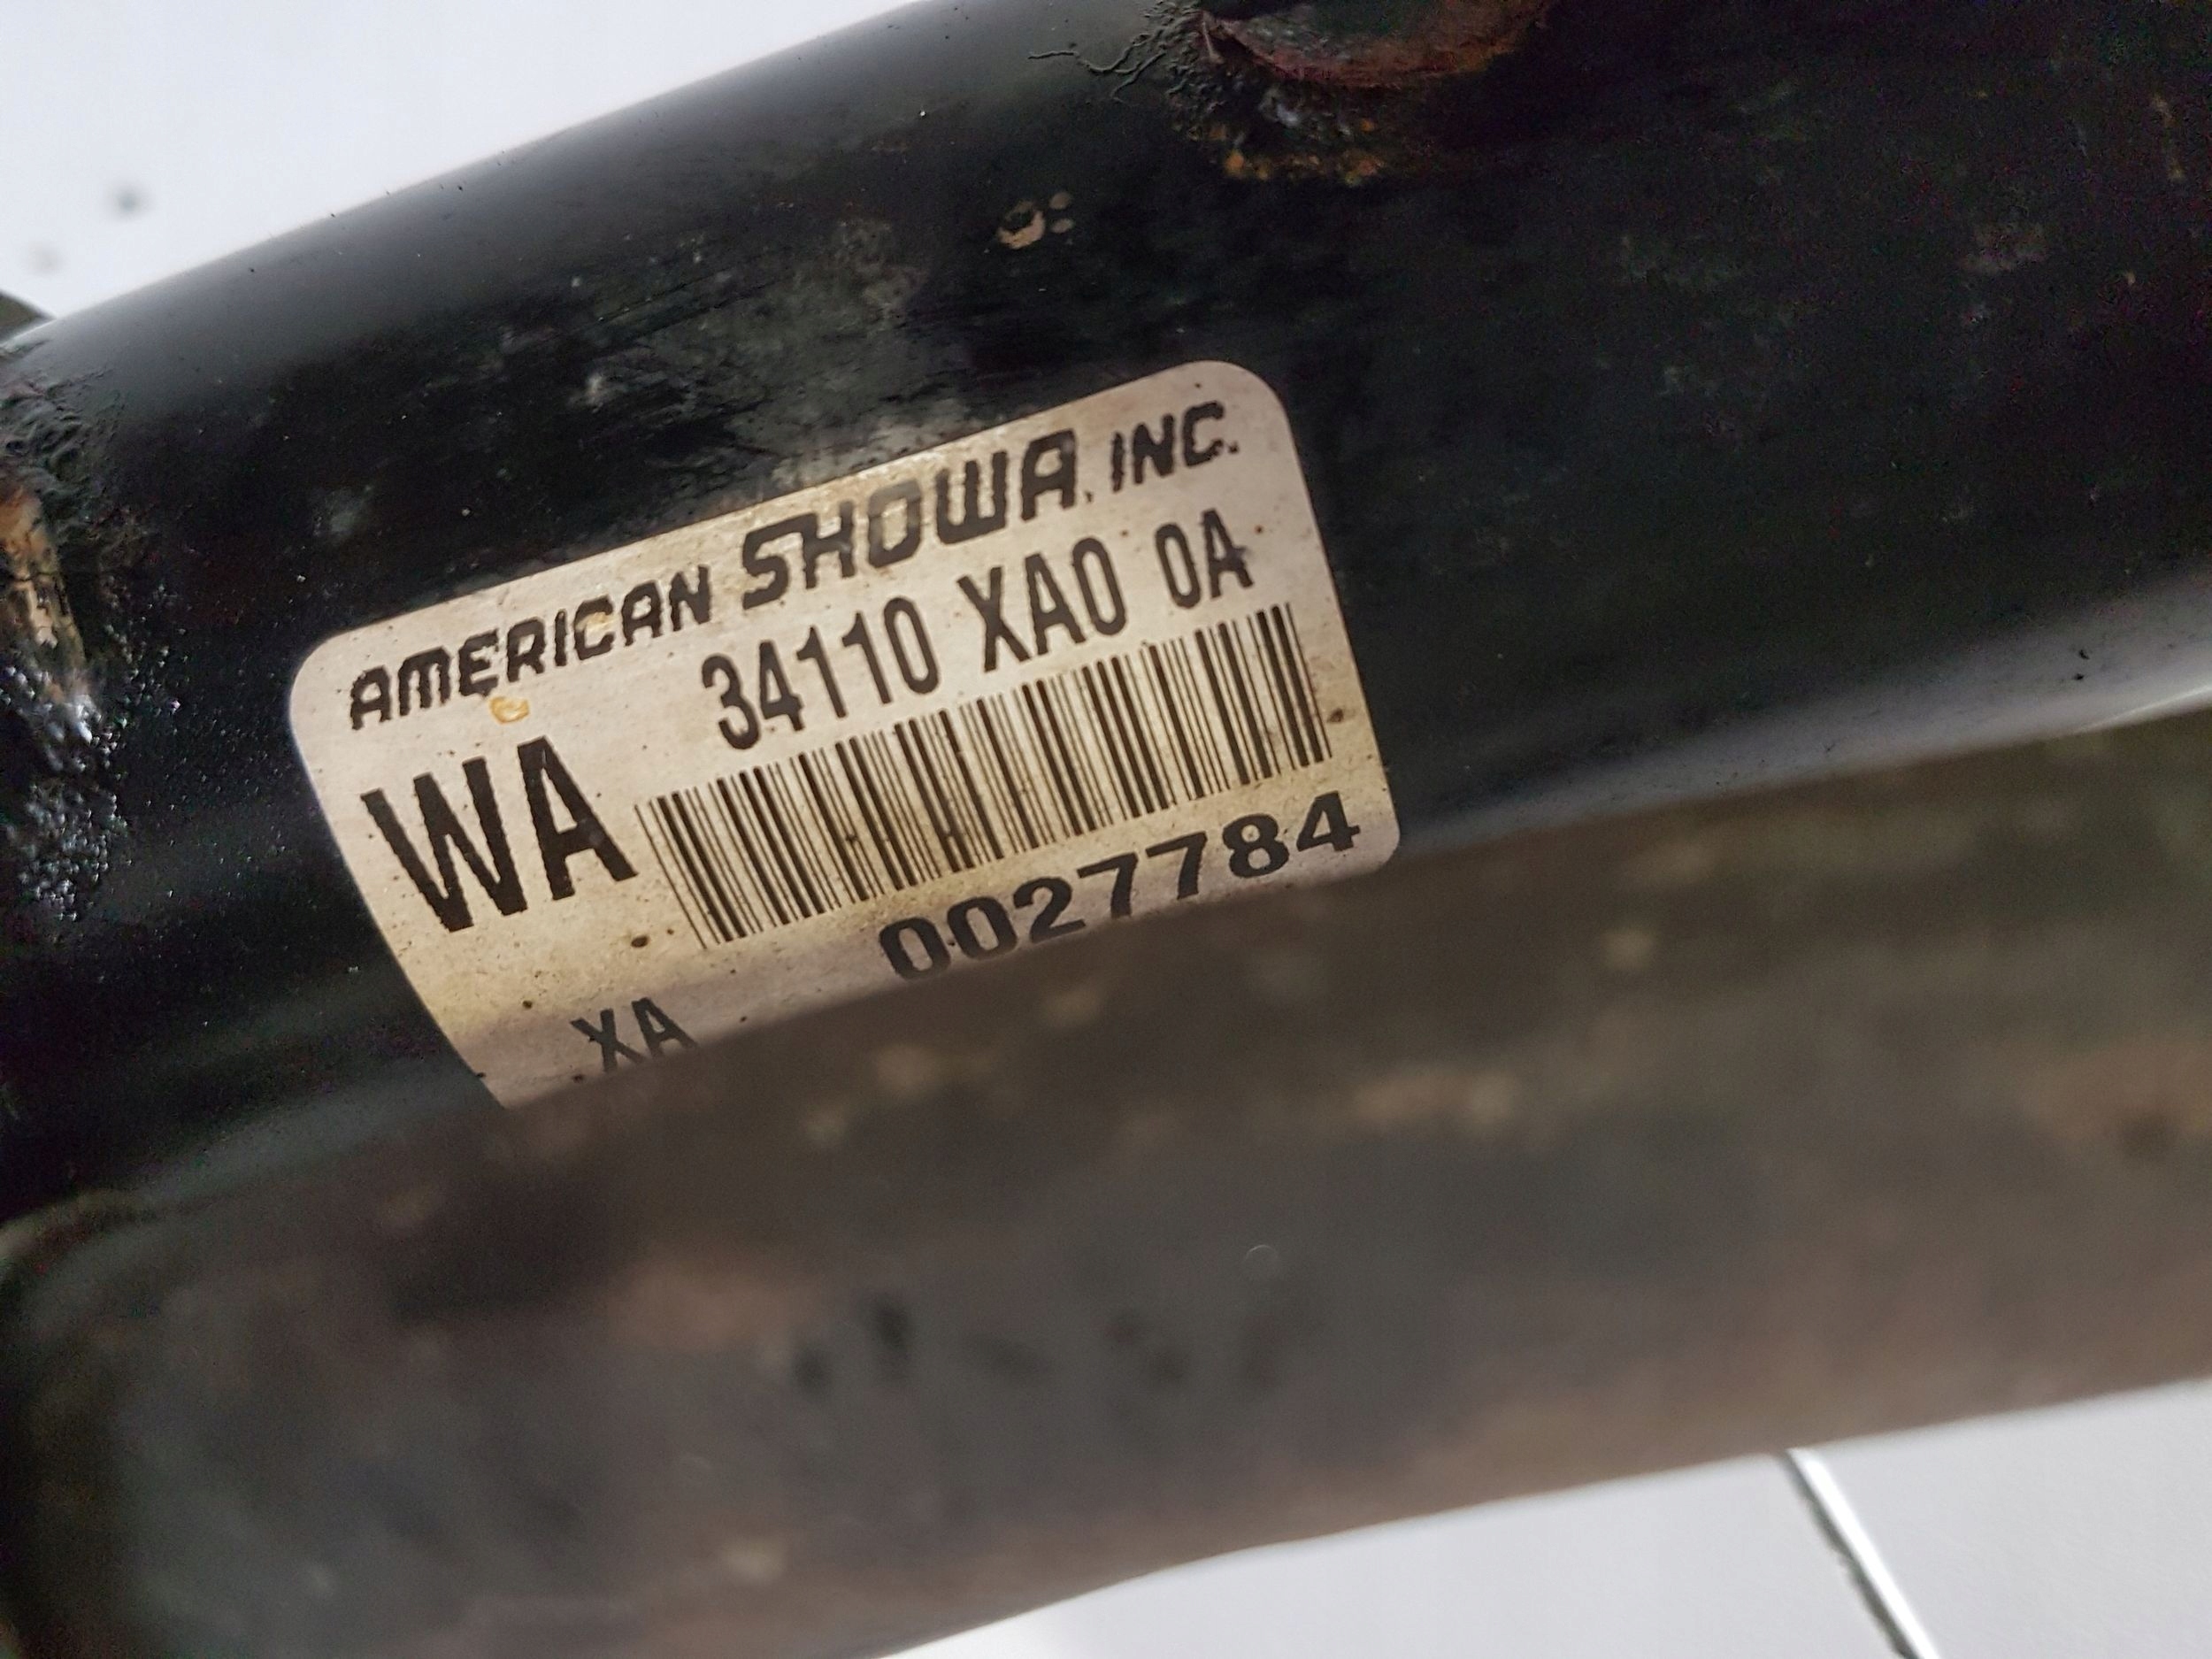 AMERICAN SHOWA, INC.
34110 XA0 0A
WA
0027784
XA